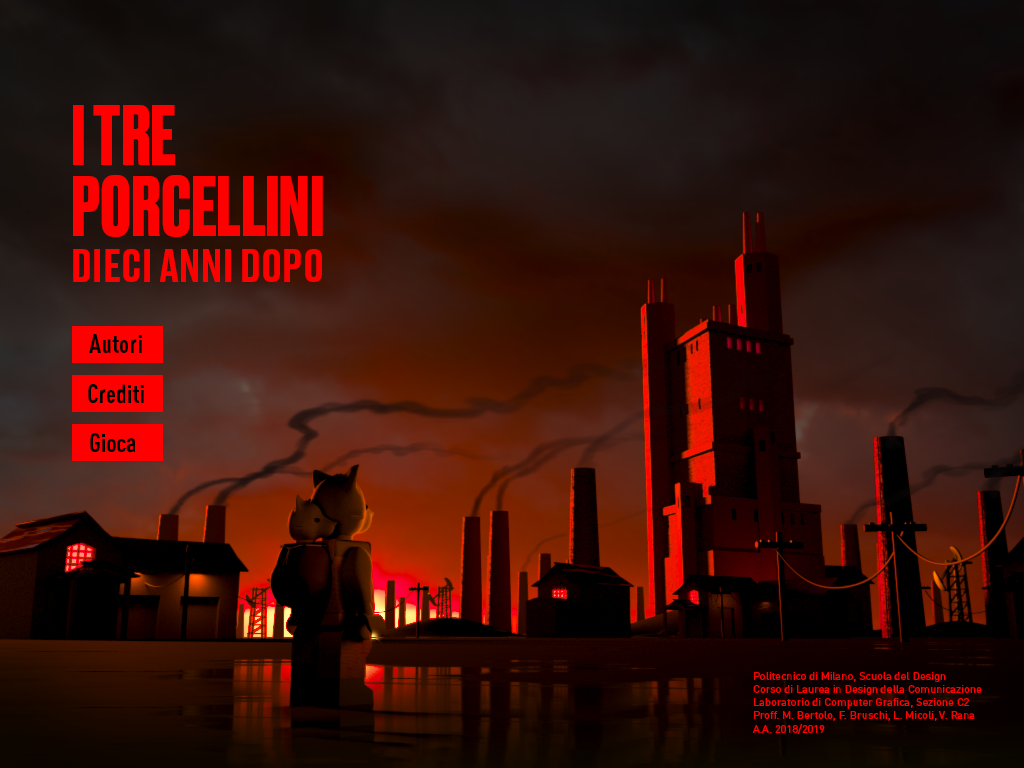 I TRE
PORCELLINI
DIECI ANNI DOPO
Autori
Crediti
Gioca
Politecnico di Milano, Scuola del Design
Corso di Laurea in Design della Comunicazione
Laboratorio di Computer Grafica, Sezione C2
Proff. M. Bertolo, F. Bruschi, L. Micoli, V. Rana
A.A. 2018/2019